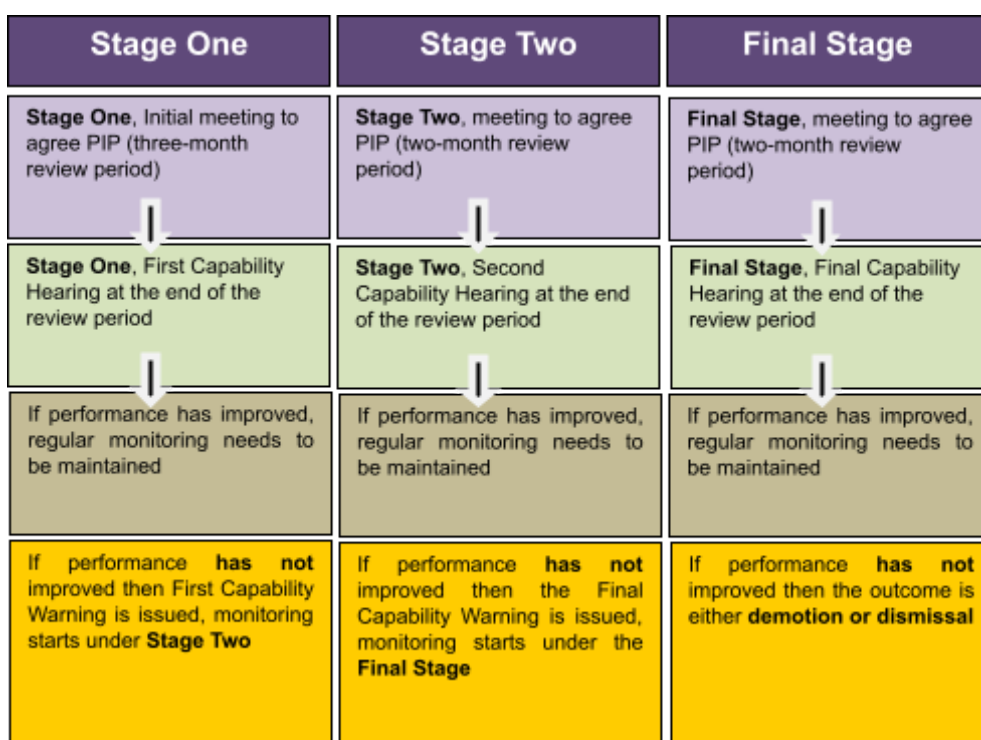 Stage One
Stage Two
Final Stage
Stage One, Initial meeting to
agree PIP (three-month
review period)
Stage Two, meeting to agree
PIP (two-month review
period)
Final Stage, meeting to agree
PIP (two-month review
period)
Stage One, First Capability
Hearing at the end of the
review period
Stage Two, Second
Capability Hearing at the end
of the review period
Final Stage, Final Capability
Hearing at the end of the
review period
If performance has improved,
regular monitoring needs to
be maintained
If performance has improved,
regular monitoring needs to
be maintained
If performance has improved,
regular monitoring needs to
be maintained
If performance has not
improved then First Capability
Warning is issued, monitoring
starts under Stage Two
If performance has not
improved then the Final
Capability Warning is issued,
monitoring starts under the
Final Stage
If performance has not
improved then the outcome is
either demotion or dismissal